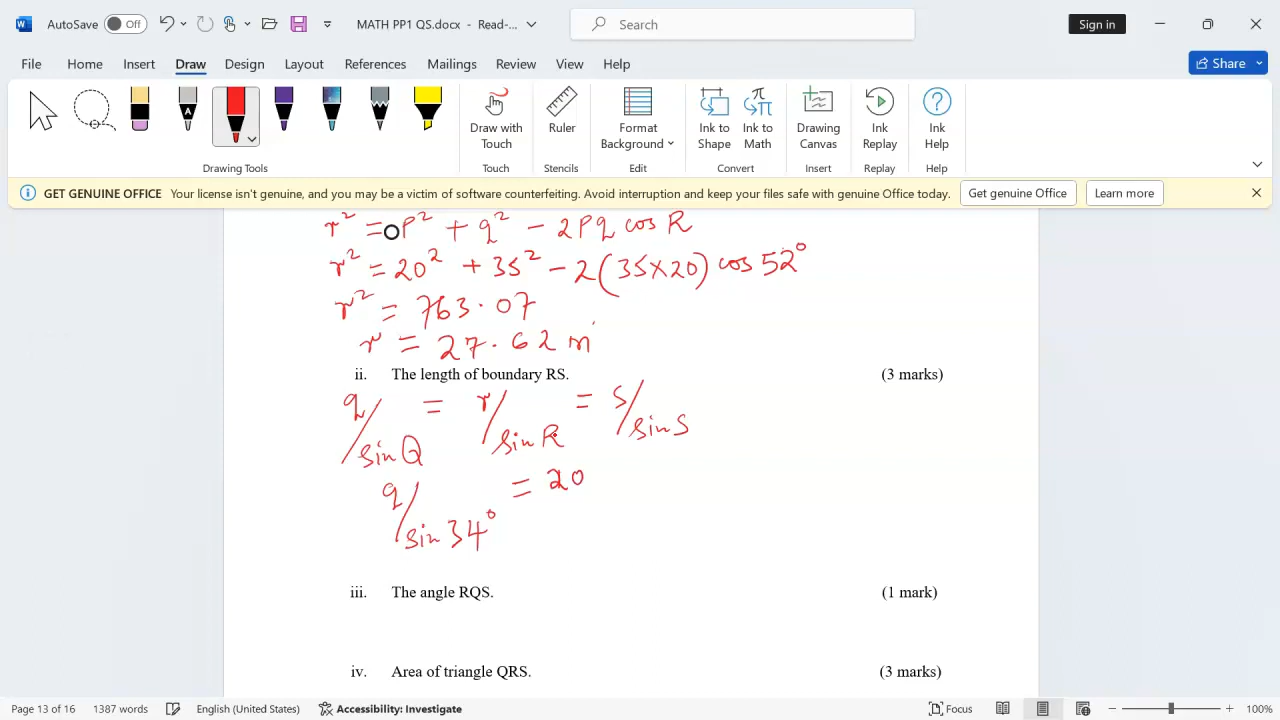 AutoSave Off MATH PP1 QS.docx - Read-... Search Sign in
File Home Insert Draw Design Layout References Mailings Review View Help Share
Draw with Touch Ruler Format Background Ink to Shape Ink to Math Drawing Canvas Ink Replay Ink Help
Drawing Tools Touch Stencils Edit Convert Insert Replay Help
GET GENUINE OFFICE Your license isn't genuine, and you may be a victim of software counterfeiting. Avoid interruption and keep your files safe with genuine Office today. Get genuine Office Learn more
r² = p² + q² - 2pq cos R
r² = 20² + 35² - 2(35x20) cos 52°
r² = 763.07
r = 27.62 m
ii. The length of boundary RS. (3 marks)
q/sin Q = r/sin R = s/sin S
q/sin 34° = 20
iii. The angle RQS. (1 mark)
iv. Area of triangle QRS. (3 marks)
Page 13 of 16 1387 words English (United States) Accessibility: Investigate Focus 100%